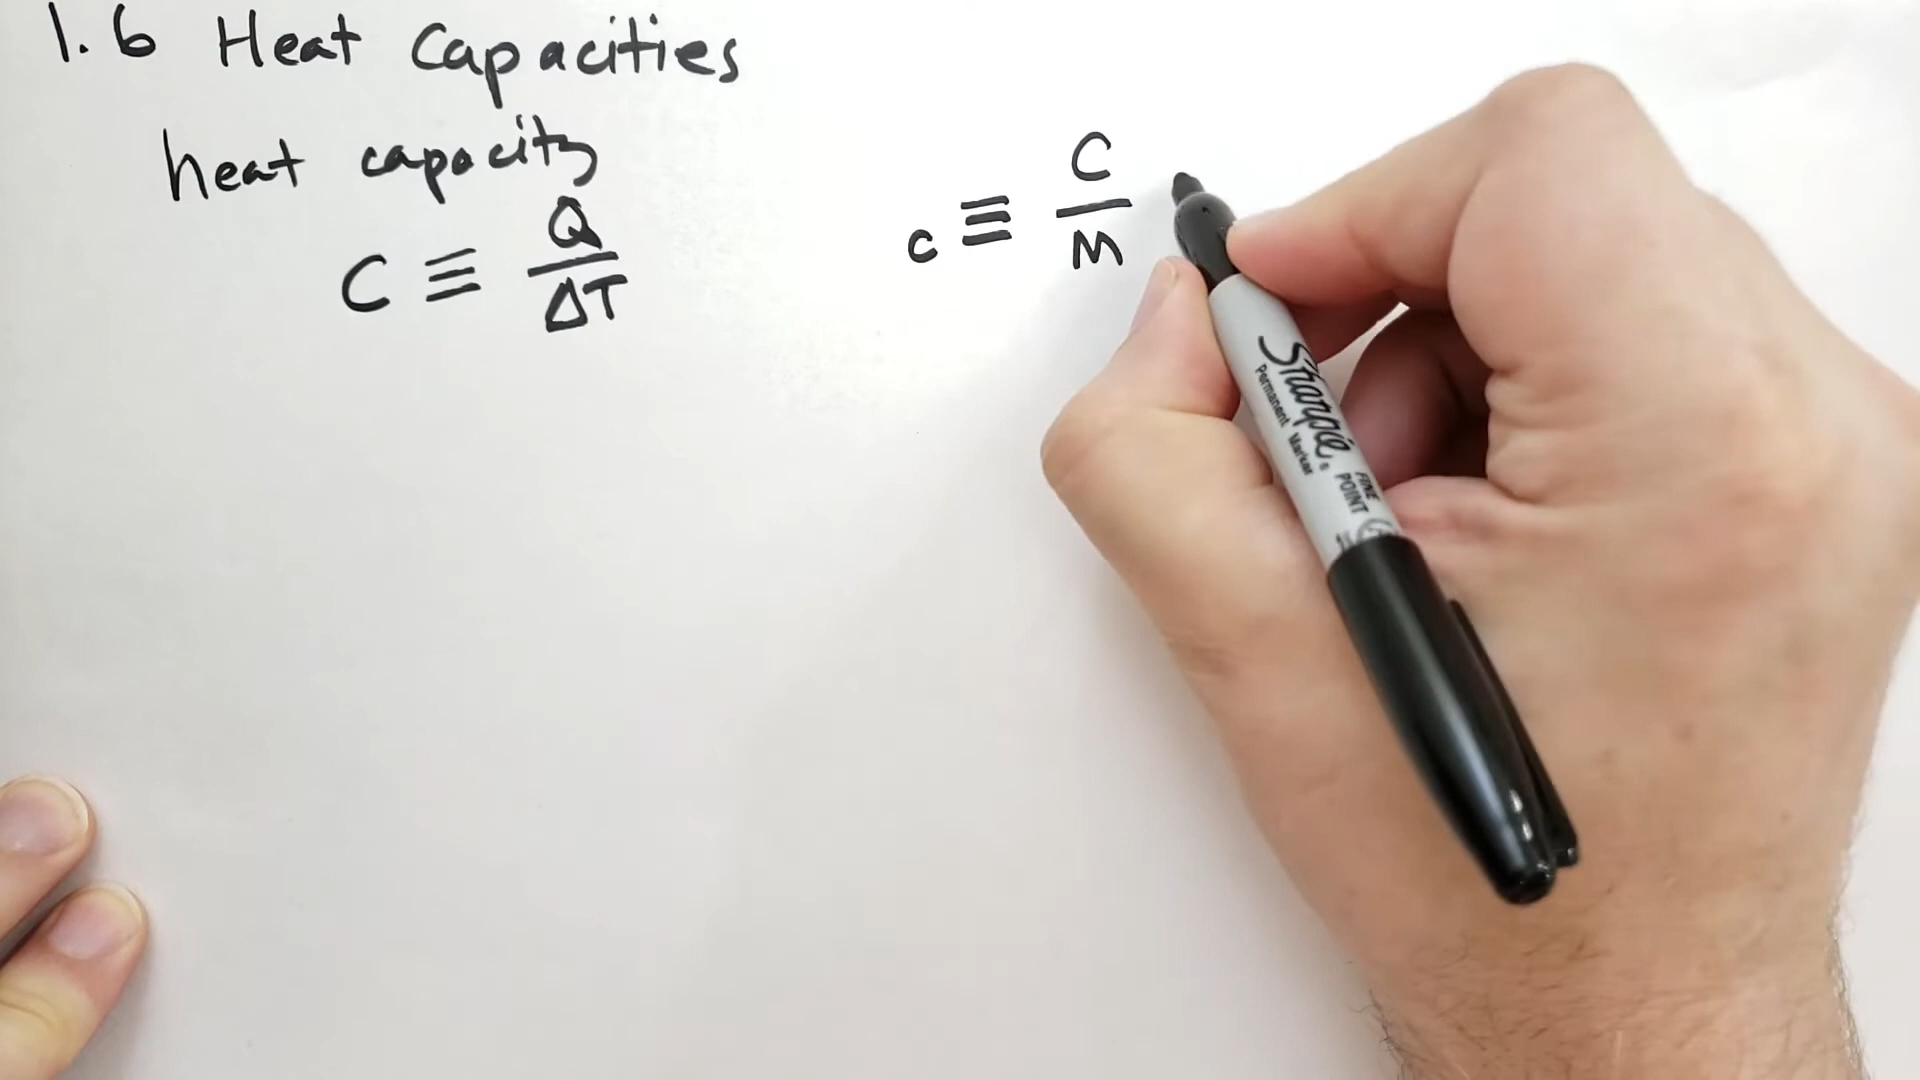 1.6 Heat Capacities
heat capacity
C ≡ Q/ΔT
c ≡ C/M
Sharpie®
Permanent Marker
FINE
POINT